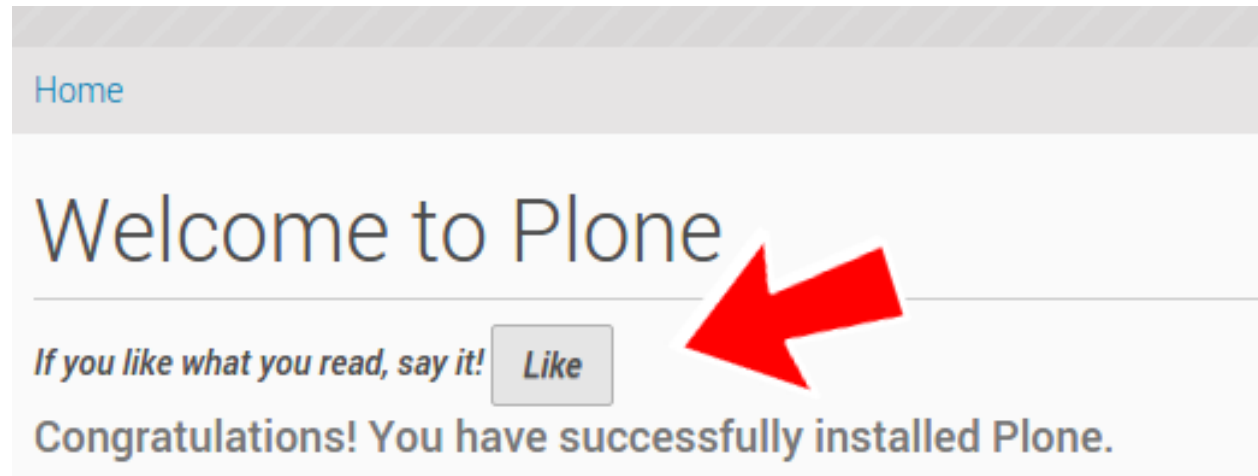 Home
Welcome to Plone
If you like what you read, say it! Like
Congratulations! You have successfully installed Plone.